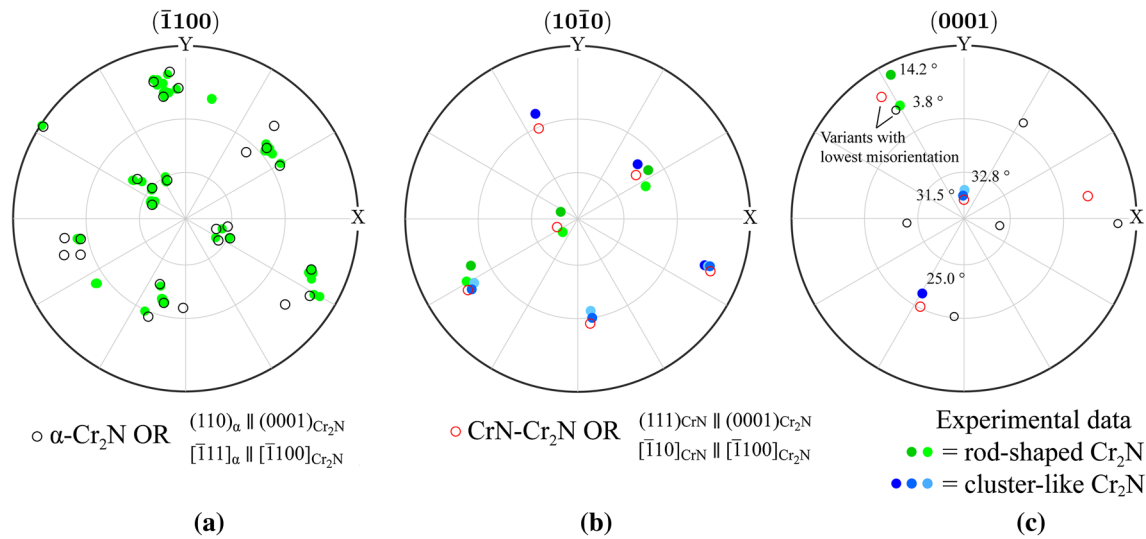 (1̅100)
(101̅0)
(0001)
Y
Y
Y
X
X
X
14.2 °
3.8 °
Variants with
lowest misorientation
32.8 °
31.5 °
25.0 °
α-Cr₂N OR
(110)α ∥ (0001)Cr₂N
[1̅11]α ∥ [1̅100]Cr₂N
CrN-Cr₂N OR
(111)CrN ∥ (0001)Cr₂N
[1̅10]CrN ∥ [1̅100]Cr₂N
Experimental data
= rod-shaped Cr₂N
= cluster-like Cr₂N
(a)
(b)
(c)